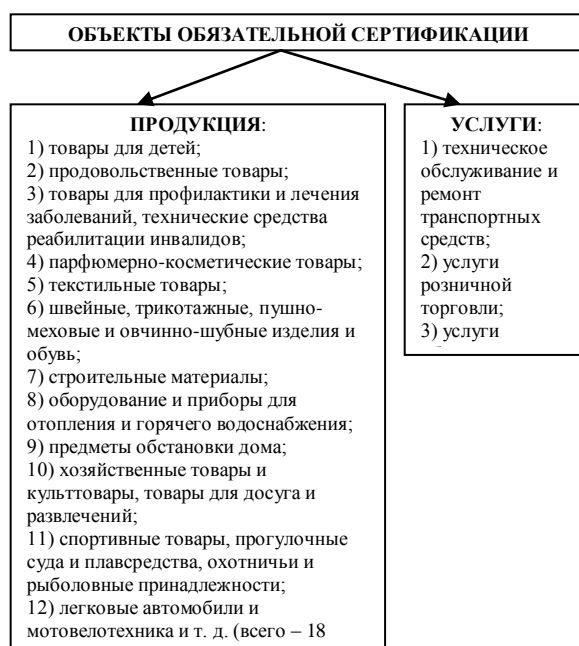 ОБЪЕКТЫ ОБЯЗАТЕЛЬНОЙ СЕРТИФИКАЦИИ
ПРОДУКЦИЯ:
1) товары для детей;
2) продовольственные товары;
3) товары для профилактики и лечения
заболеваний, технические средства
реабилитации инвалидов;
4) парфюмерно-косметические товары;
5) текстильные товары;
6) швейные, трикотажные, пушно-
меховые и овчинно-шубные изделия и
обувь;
7) строительные материалы;
8) оборудование и приборы для
отопления и горячего водоснабжения;
9) предметы обстановки дома;
10) хозяйственные товары и
культтовары, товары для досуга и
развлечений;
11) спортивные товары, прогулочные
суда и плавсредства, охотничьи и
рыболовные принадлежности;
12) легковые автомобили и
мотовелотехника и т. д. (всего – 18
УСЛУГИ:
1) техническое
обслуживание и
ремонт
транспортных
средств;
2) услуги
розничной
торговли;
3) услуги